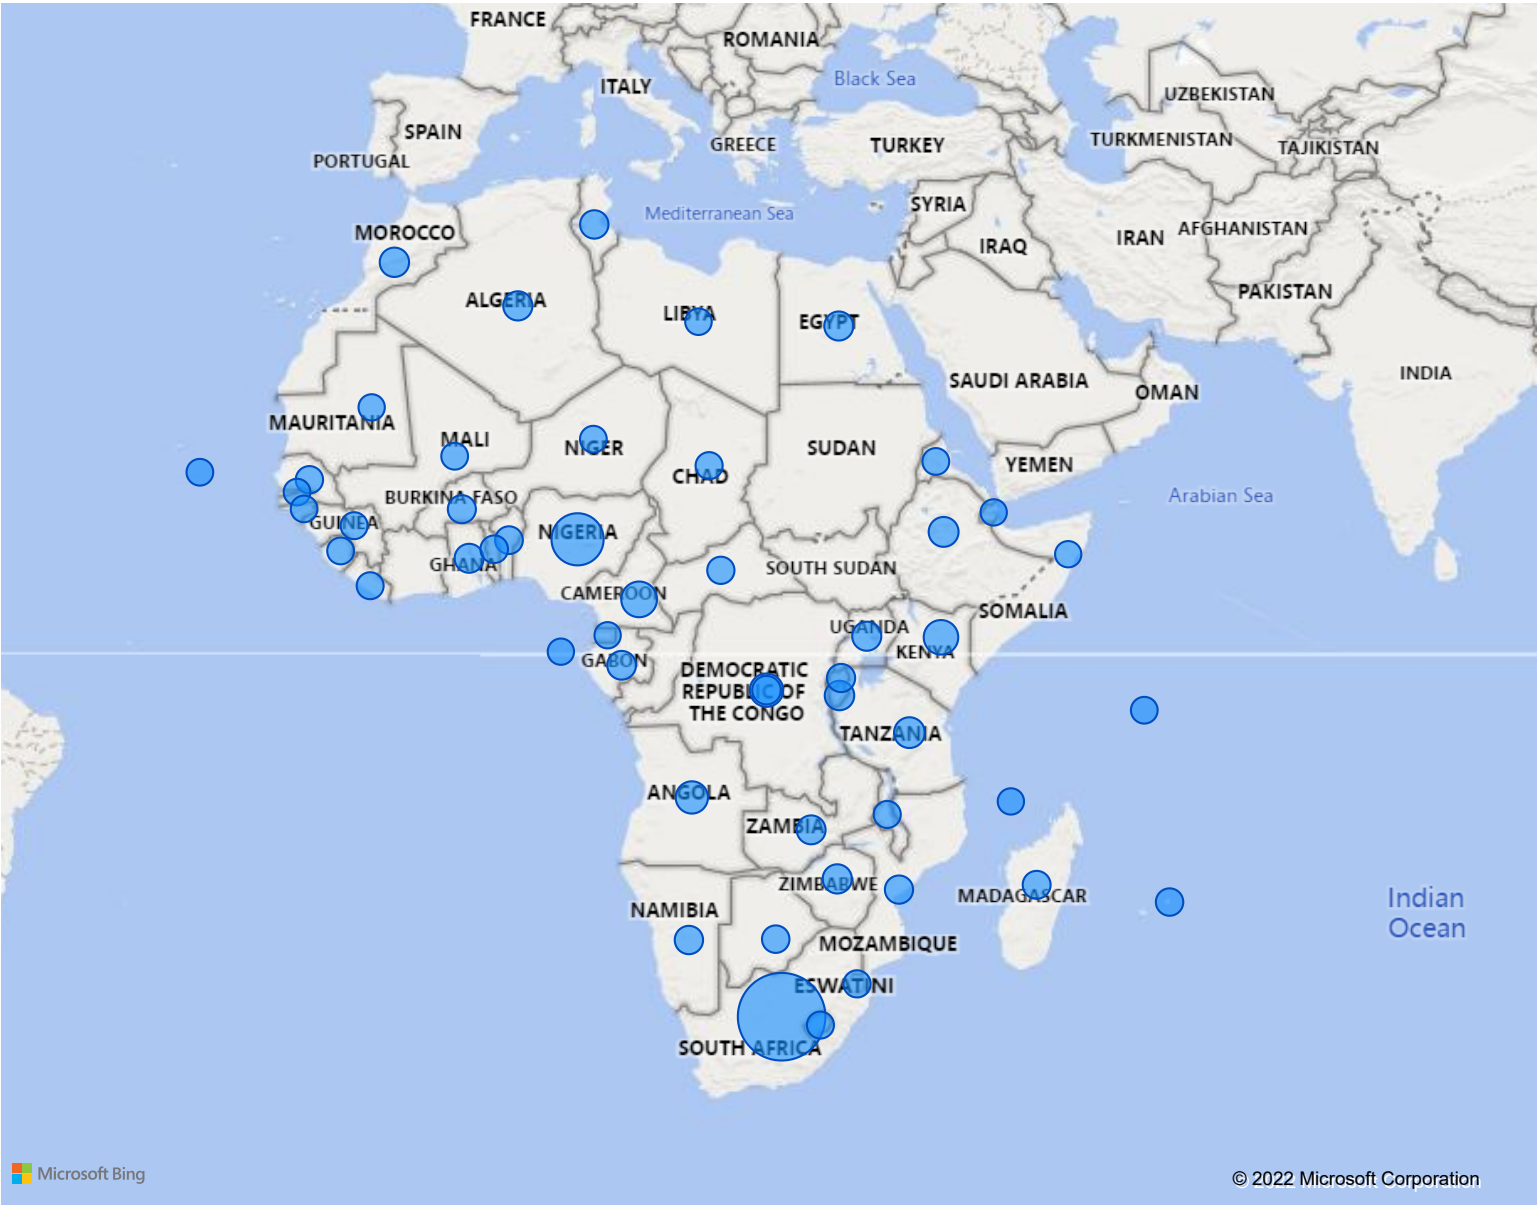 FRANCE
ROMANIA
Black Sea
ITALY
UZBEKISTAN
SPAIN
GREECE
TURKEY
TURKMENISTAN
TAJIKISTAN
PORTUGAL
SYRIA
Mediterranean Sea
MOROCCO
IRAQ
IRAN
AFGHANISTAN
ALGERIA
LIBYA
EGYPT
PAKISTAN
SAUDI ARABIA
INDIA
OMAN
MAURITANIA
MALI
NIGER
CHAD
SUDAN
YEMEN
BURKINA FASO
Arabian Sea
GUINEA
NIGERIA
GHANA
SOUTH SUDAN
CAMEROON
SOMALIA
UGANDA
KENYA
GABON
DEMOCRATIC
REPUBLIC OF
THE CONGO
TANZANIA
ANGOLA
ZAMBIA
ZIMBABWE
MADAGASCAR
NAMIBIA
Indian
Ocean
MOZAMBIQUE
ESWATINI
SOUTH AFRICA
Microsoft Bing
© 2022 Microsoft Corporation